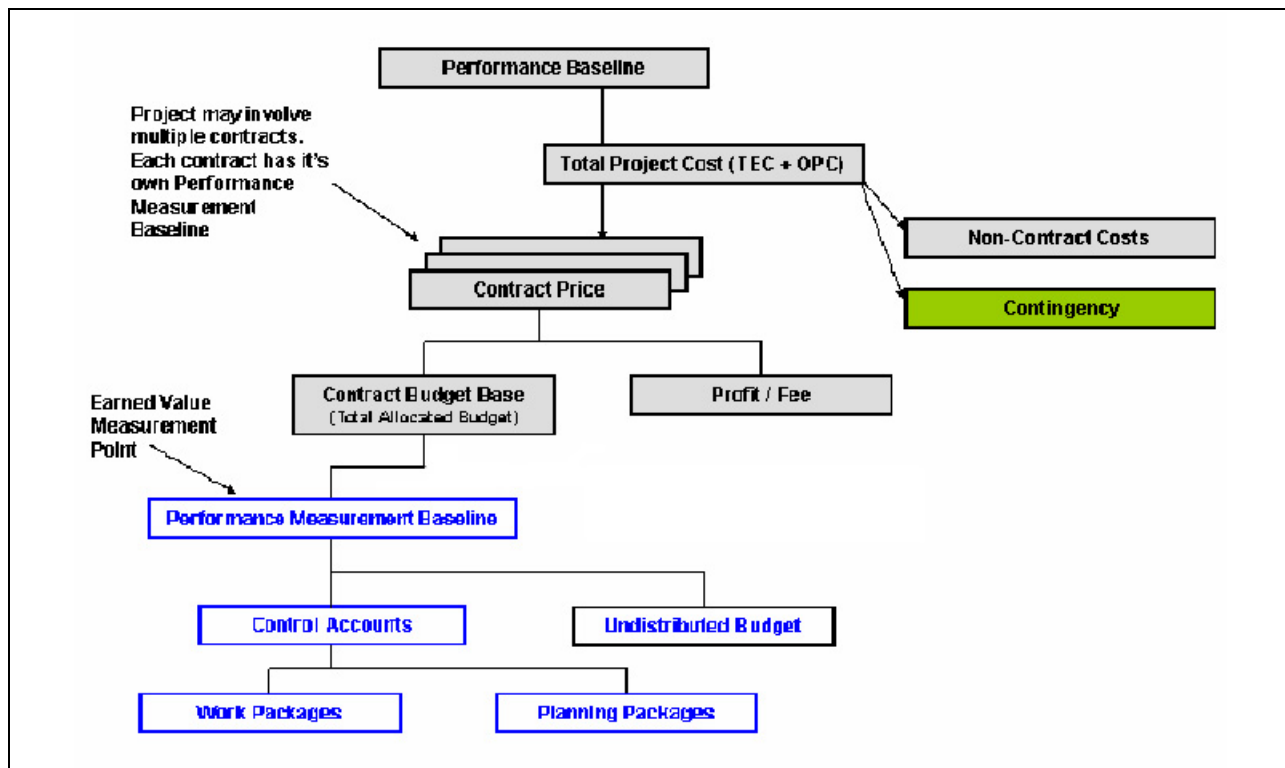 Performance Baseline
Project may involve
multiple contracts.
Each contract has it's
own Performance
Measurement
Baseline
Total Project Cost (TEC + OPC)
Non-Contract Costs
Contingency
Contract Price
Contract Budget Base
(Total Allocated Budget)
Profit / Fee
Earned Value
Measurement
Point
Performance Measurement Baseline
Control Accounts
Undistributed Budget
Work Packages
Planning Packages